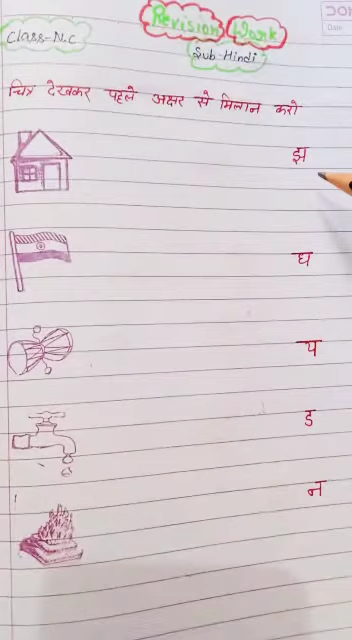 Class-N.C
Revision Work
Sub-Hindi
चित्र देखकर पहले अक्षर से मिलान करो
झ
घ
य
ड
न